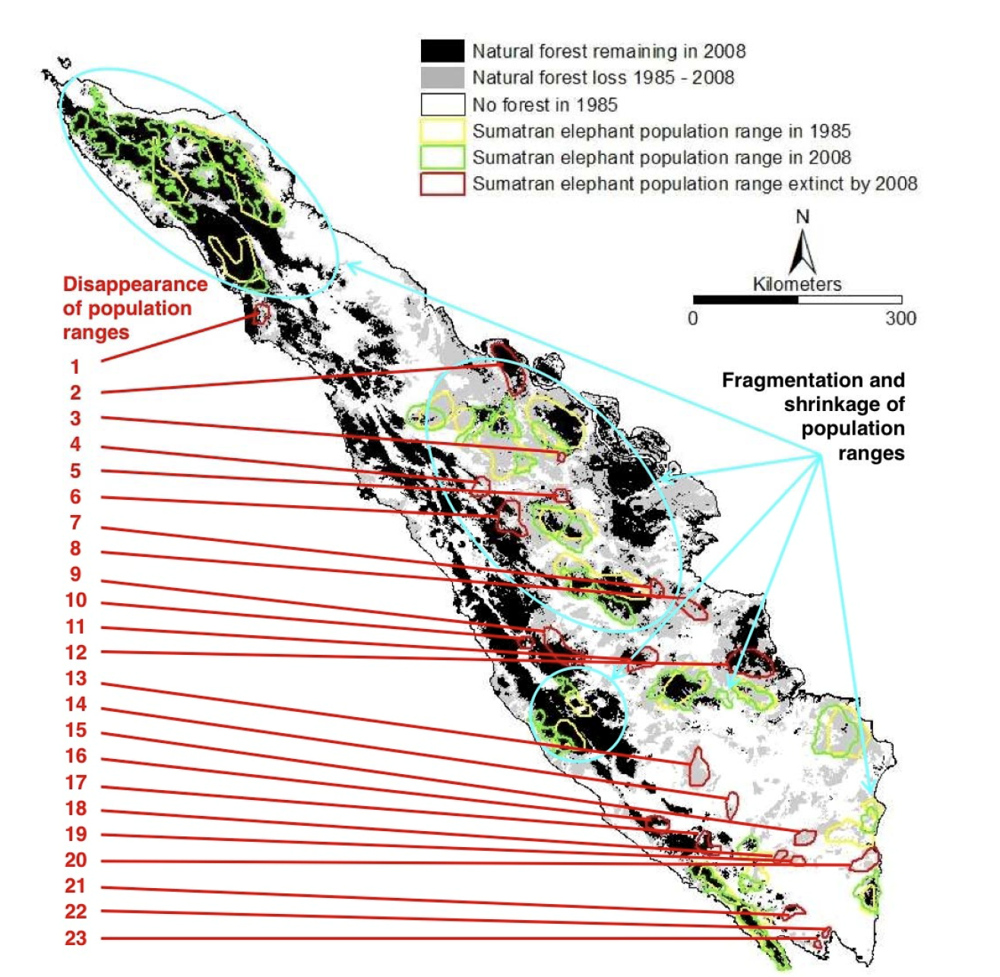 Natural forest remaining in 2008
Natural forest loss 1985 - 2008
No forest in 1985
Sumatran elephant population range in 1985
Sumatran elephant population range in 2008
Sumatran elephant population range extinct by 2008
N
Kilometers
0 300
Disappearance
of population
ranges
Fragmentation and
shrinkage of
population
ranges
1
2
3
4
5
6
7
8
9
10
11
12
13
14
15
16
17
18
19
20
21
22
23